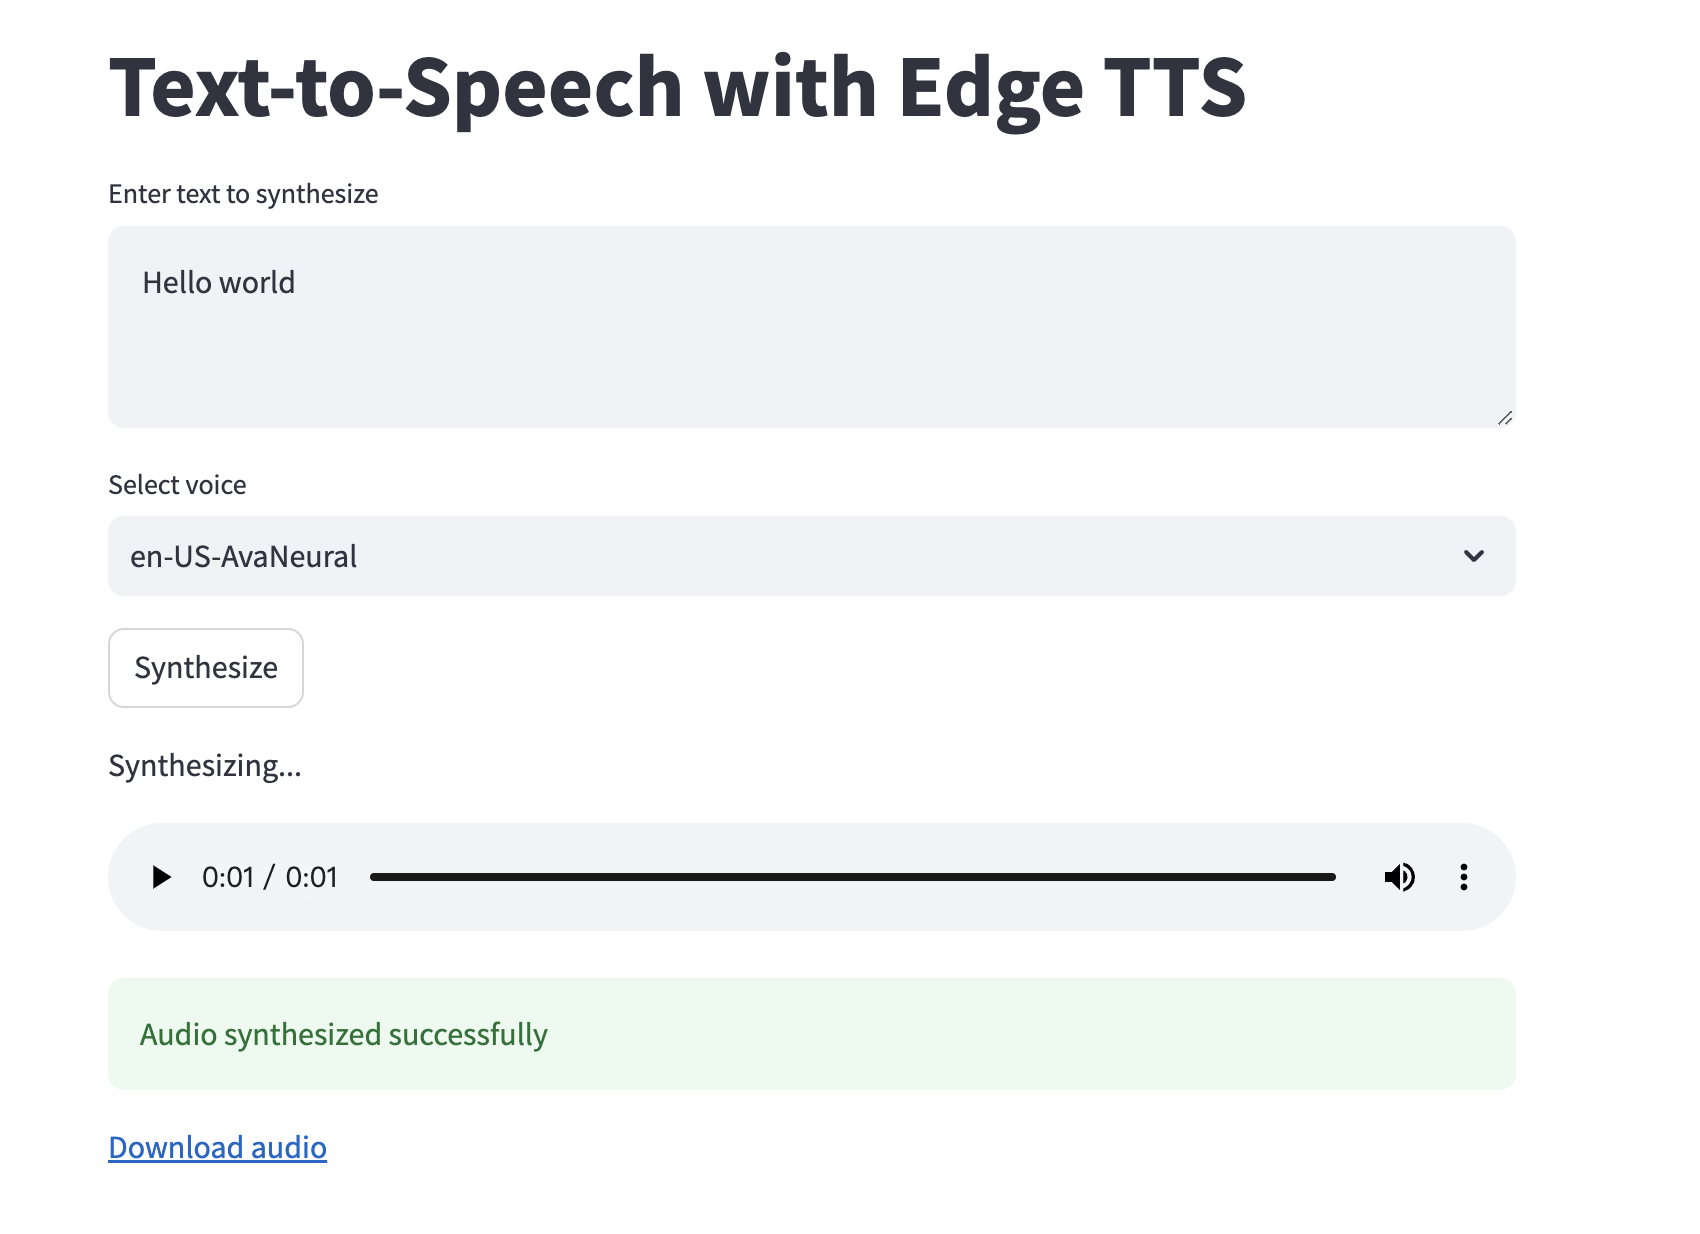 Text-to-Speech with Edge TTS
Enter text to synthesize
Hello world
Select voice
en-US-AvaNeural
Synthesize
Synthesizing...
0:01 / 0:01
Audio synthesized successfully
Download audio